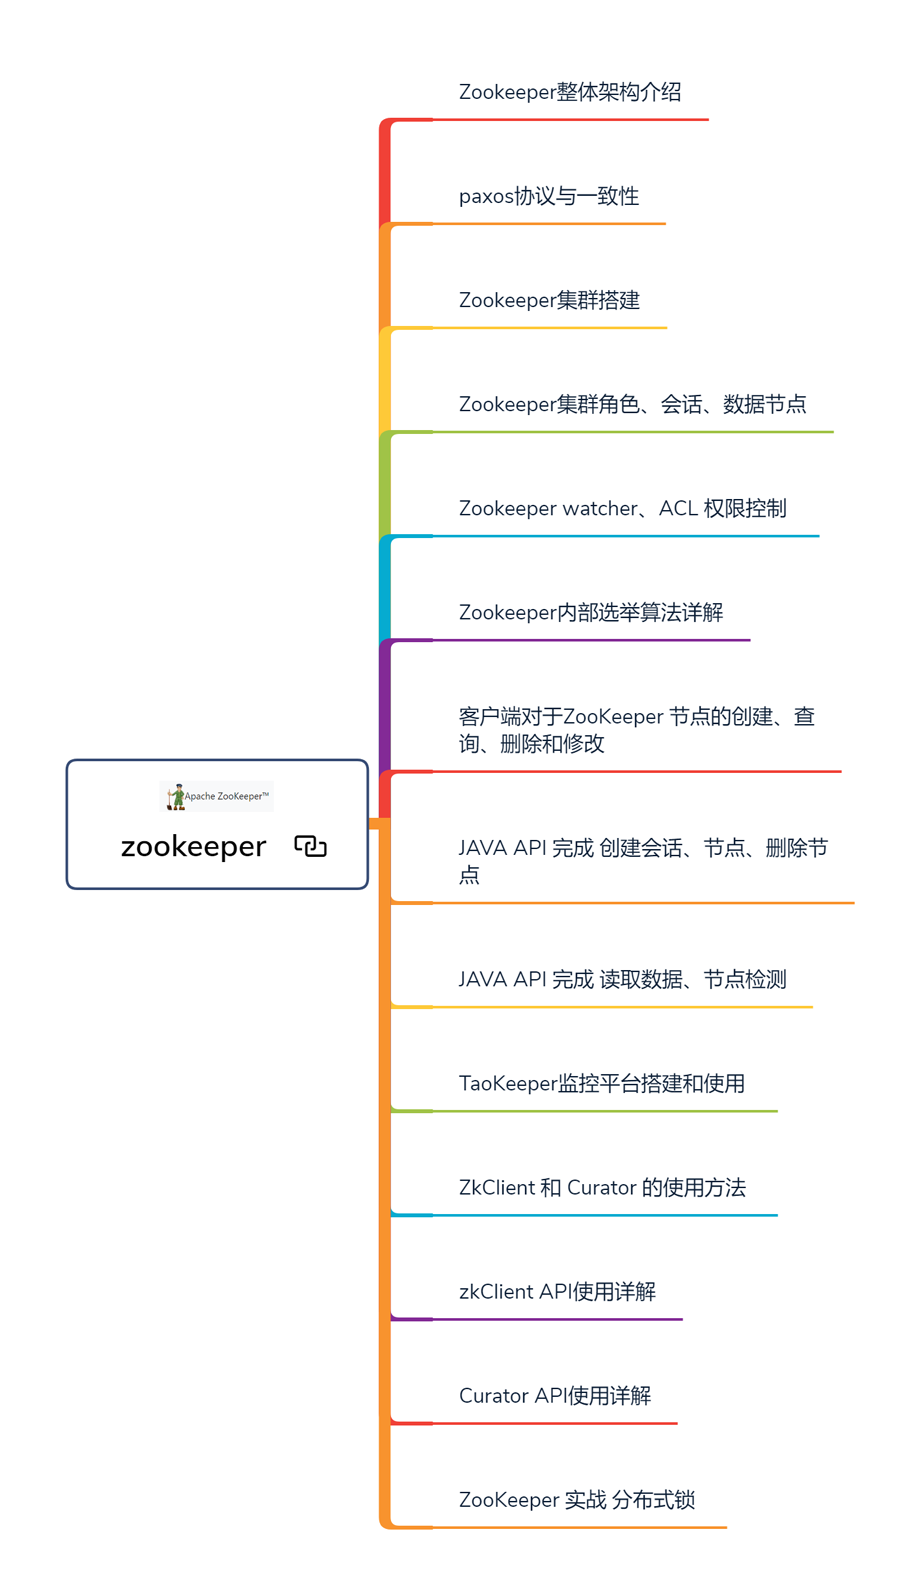 Zookeeper整体架构介绍
paxos协议与一致性
Zookeeper集群搭建
Zookeeper集群角色、会话、数据节点
Zookeeper watcher、ACL 权限控制
Zookeeper内部选举算法详解
客户端对于ZooKeeper 节点的创建、查
询、删除和修改
Apache ZooKeeper™
zookeeper
JAVA API 完成 创建会话、节点、删除节
点
JAVA API 完成 读取数据、节点检测
TaoKeeper监控平台搭建和使用
ZkClient 和 Curator 的使用方法
zkClient API使用详解
Curator API使用详解
ZooKeeper 实战 分布式锁